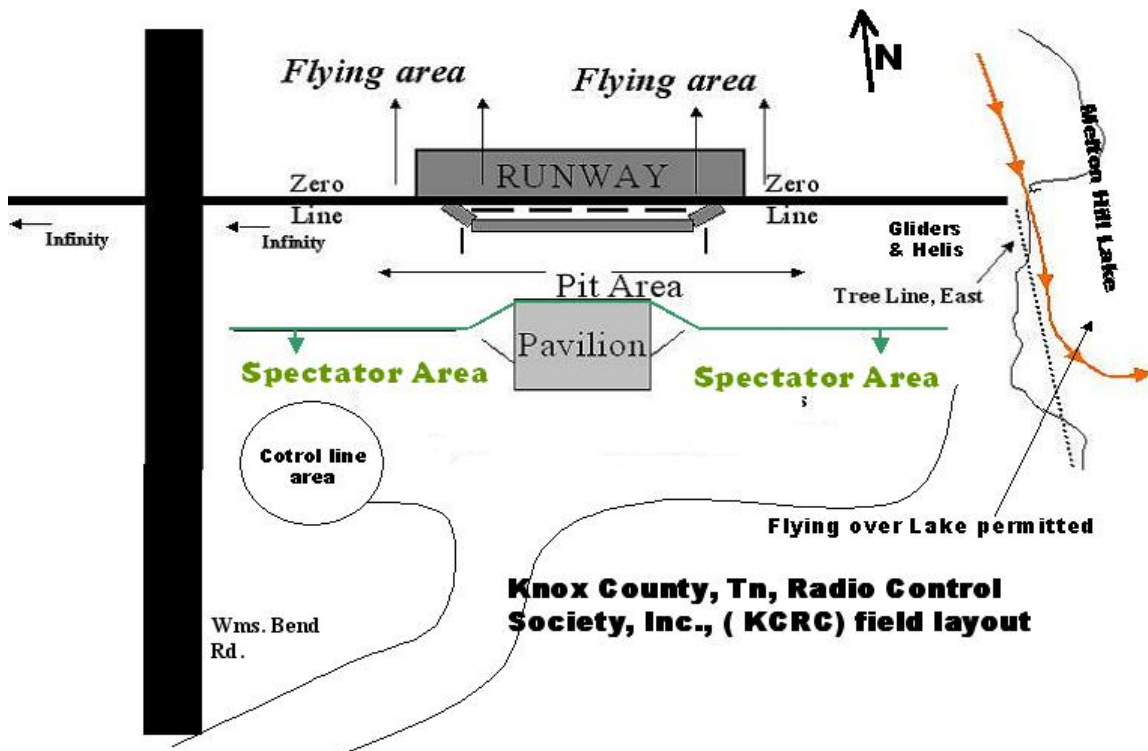 N
Flying area
Flying area
Melton Hill Lake
RUNWAY
Zero
Line
Zero
Line
Infinity
Infinity
Gliders
& Helis
Pit Area
Tree Line, East
Pavilion
Spectator Area
Spectator Area
s
Cotrol line
area
Flying over Lake permitted
Knox County, Tn, Radio Control
Society, Inc., ( KCRC) field layout
Wms. Bend
Rd.